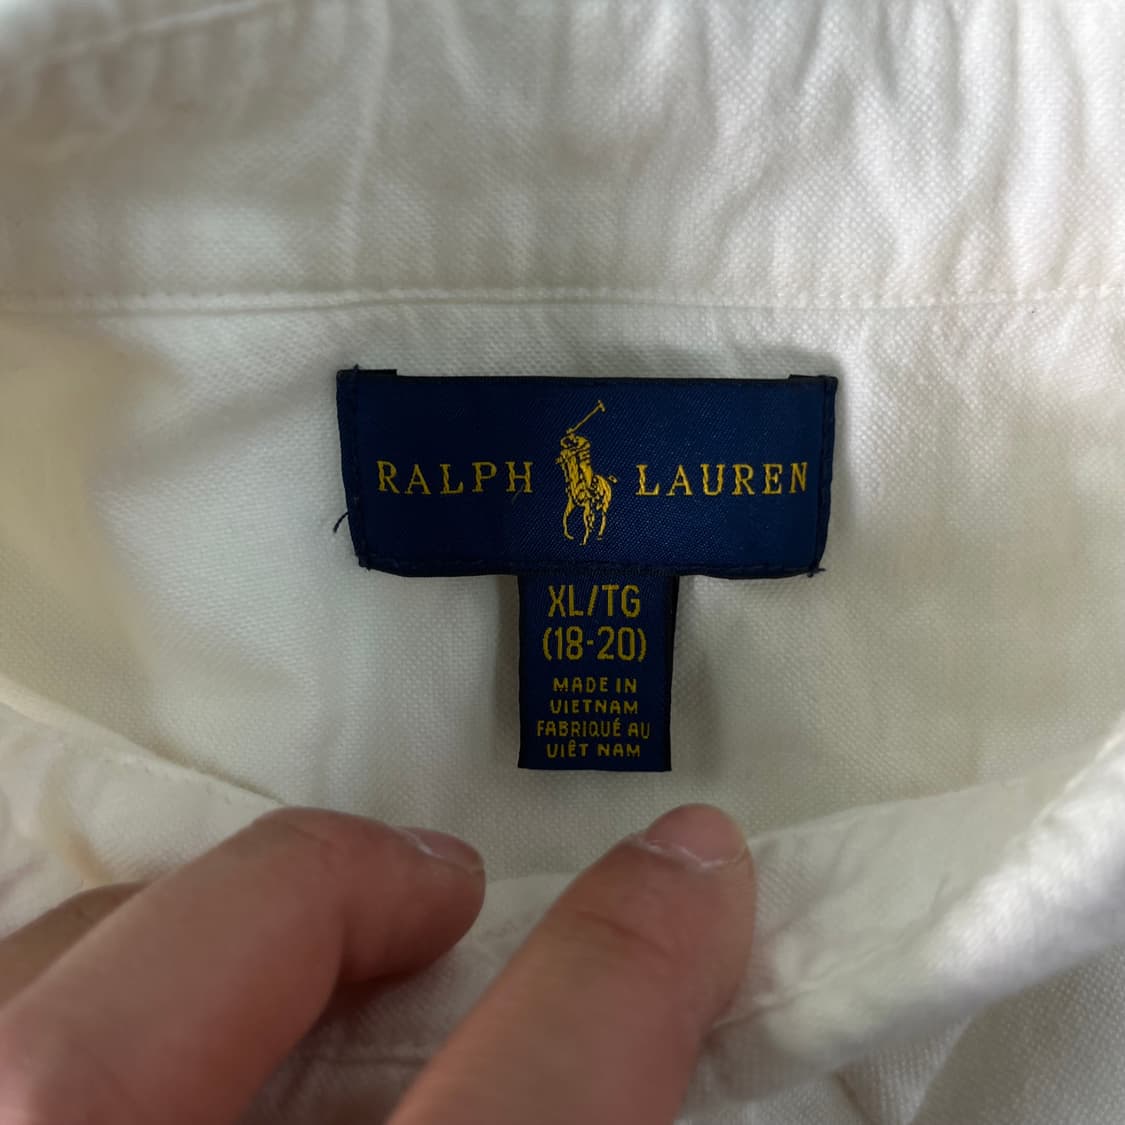 RALPH LAUREN
XL/TG
(18-20)
MADE IN
VIETNAM
FABRIQUÉ AU
VIÊT NAM